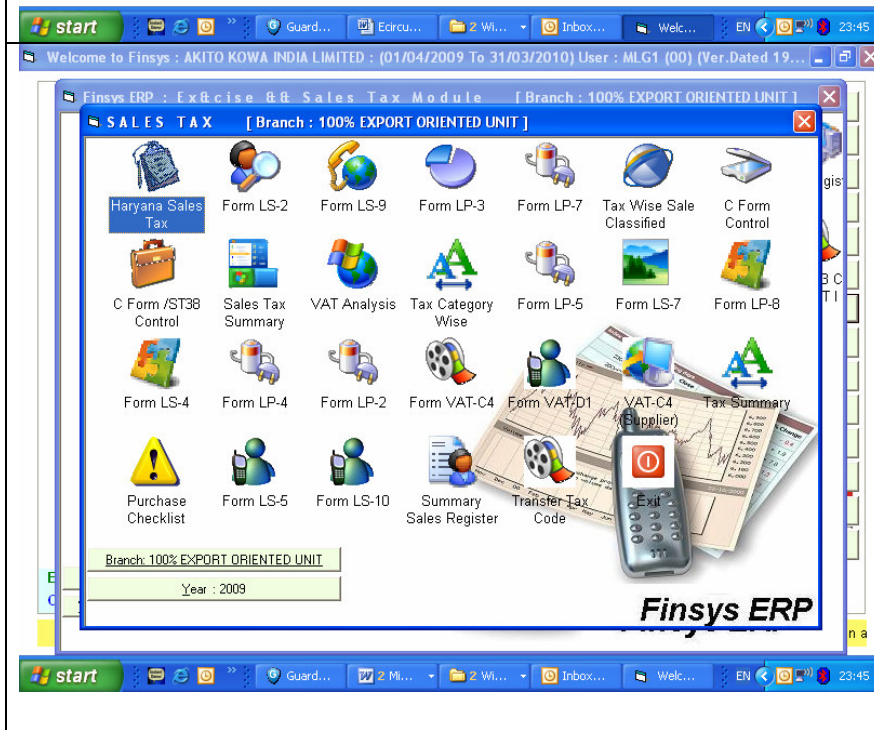 start » Guard... Ecircu... 2 Wi... Inbox... Welc... EN 23:45
Welcome to Finsys : AKITO KOWA INDIA LIMITED : (01/04/2009 To 31/03/2010) User : MLG1 (00) (Ver.Dated 19...
Finsys ERP : Ex&cise && Sales Tax Module [ Branch : 100% EXPORT ORIENTED UNIT ]
SALES TAX [ Branch : 100% EXPORT ORIENTED UNIT ]
Haryana Sales Tax
Form LS-2
Form LS-9
Form LP-3
Form LP-7
Tax Wise Sale Classified
C Form Control
C Form /ST38 Control
Sales Tax Summary
VAT Analysis
Tax Category Wise
Form LP-5
Form LS-7
Form LP-8
Form LS-4
Form LP-4
Form LP-2
Form VAT-C4
Form VAT-D1
VAT-C4 (Supplier)
Tax Summary
Purchase Checklist
Form LS-5
Form LS-10
Summary Sales Register
Transfer Tax Code
Exit
Branch: 100% EXPORT ORIENTED UNIT
Year : 2009
Finsys ERP
start » Guard... 2 Mi... 2 Wi... Inbox... Welc... EN 23:45